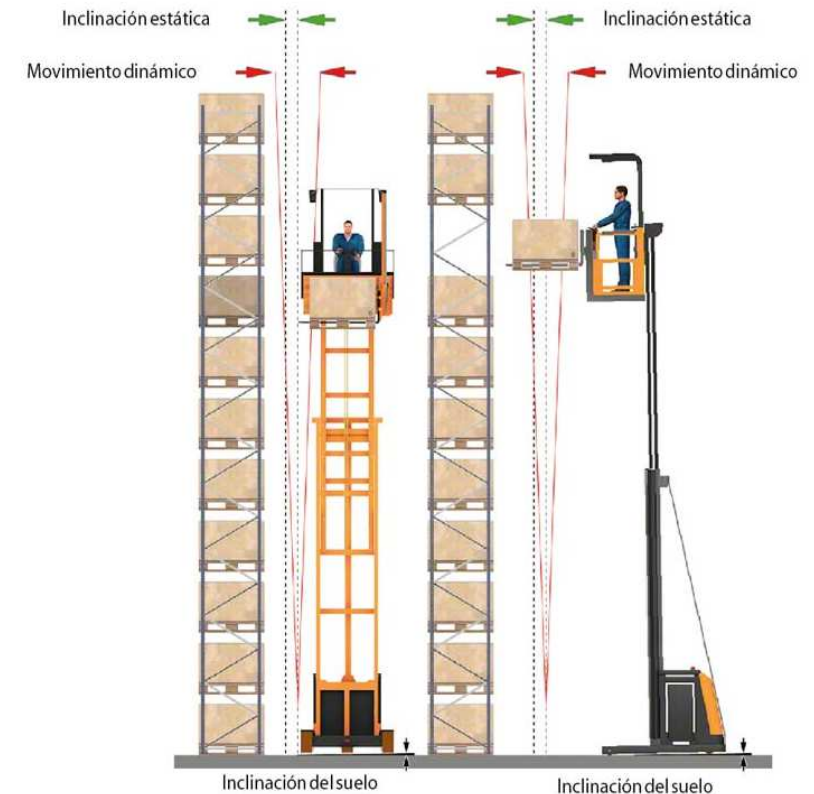 Inclinación estática
Inclinación estática
Movimiento dinámico
Movimiento dinámico
Inclinación del suelo
Inclinación del suelo